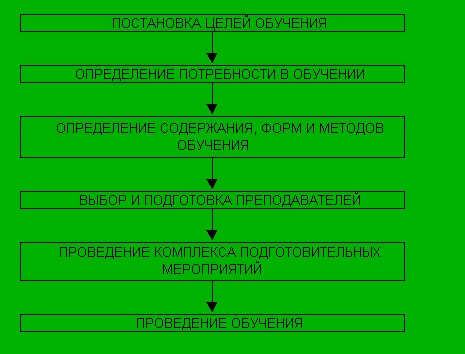 ПОСТАНОВКА ЦЕЛЕЙ ОБУЧЕНИЯ
ОПРЕДЕЛЕНИЕ ПОТРЕБНОСТИ В ОБУЧЕНИИ
ОПРЕДЕЛЕНИЕ СОДЕРЖАНИЯ, ФОРМ И МЕТОДОВ
ОБУЧЕНИЯ
ВЫБОР И ПОДГОТОВКА ПРЕПОДАВАТЕЛЕЙ
ПРОВЕДЕНИЕ КОМПЛЕКСА ПОДГОТОВИТЕЛЬНЫХ
МЕРОПРИЯТИЙ
ПРОВЕДЕНИЕ ОБУЧЕНИЯ